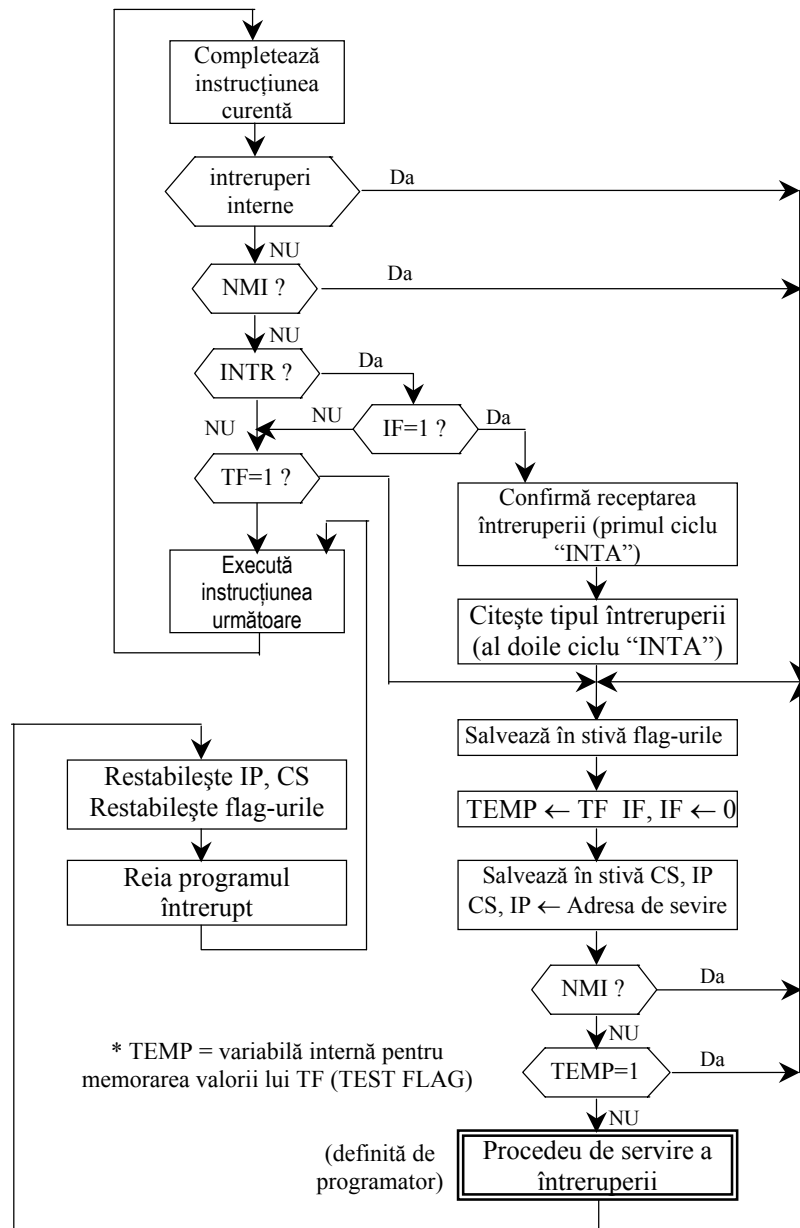 Completează
instrucțiunea
curentă
intreruperi
interne
Da
NU
NMI ?
Da
NU
INTR ?
Da
NU
NU
IF=1 ?
Da
TF=1 ?
Confirmă receptarea
întreruperii (primul ciclu
“INTA”)
Execută
instrucțiunea
următoare
Citeşte tipul întreruperii
(al doile ciclu “INTA”)
Salvează în stivă flag-urile
Restabileşte IP, CS
Restabileşte flag-urile
TEMP ← TF IF, IF ← 0
Reia programul
întrerupt
Salvează în stivă CS, IP
CS, IP ← Adresa de sevire
NMI ?
Da
NU
* TEMP = variabilă internă pentru
memorarea valorii lui TF (TEST FLAG)
TEMP=1
Da
NU
(definită de
programator)
Procedeu de servire a
întreruperii